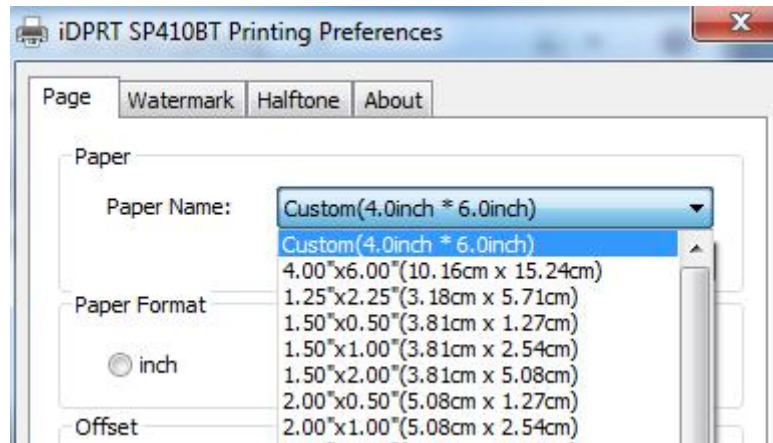 iDPRT SP410BT Printing Preferences
X
Page Watermark Halftone About
Paper
Paper Name: Custom(4.0inch * 6.0inch)
Custom(4.0inch * 6.0inch)
4.00"x6.00"(10.16cm x 15.24cm)
1.25"x2.25"(3.18cm x 5.71cm)
Paper Format
1.50"x0.50"(3.81cm x 1.27cm)
1.50"x1.00"(3.81cm x 2.54cm)
inch
1.50"x2.00"(3.81cm x 5.08cm)
2.00"x0.50"(5.08cm x 1.27cm)
Offset
2.00"x1.00"(5.08cm x 2.54cm)